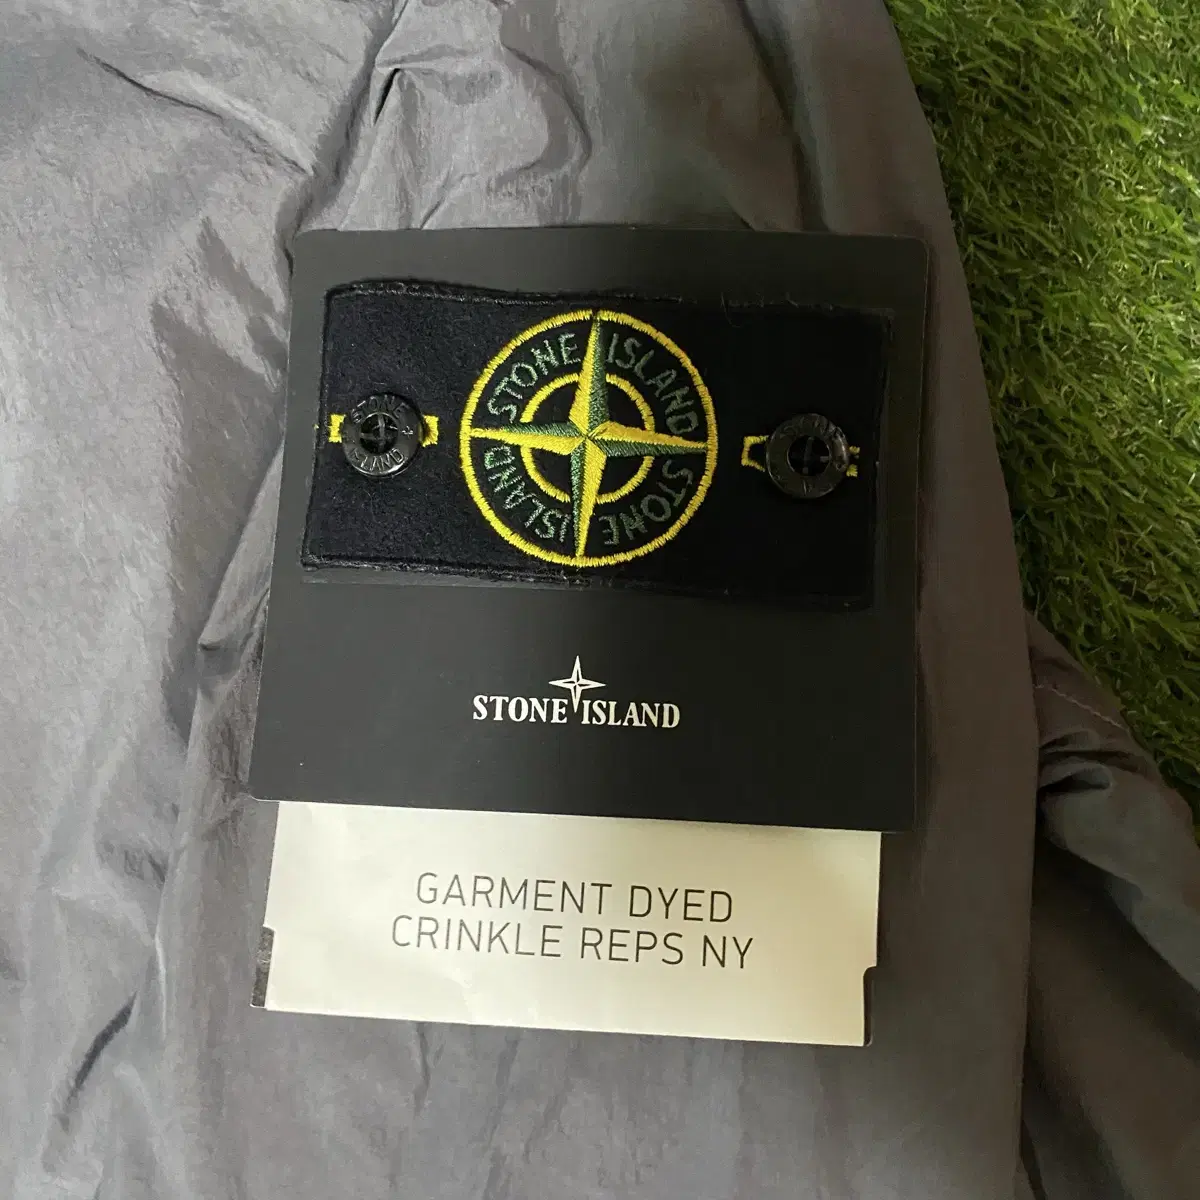 STONE ISLAND
STONE ISLAND
STONE
ISLAND
STONE ISLAND
GARMENT DYED
CRINKLE REPS NY